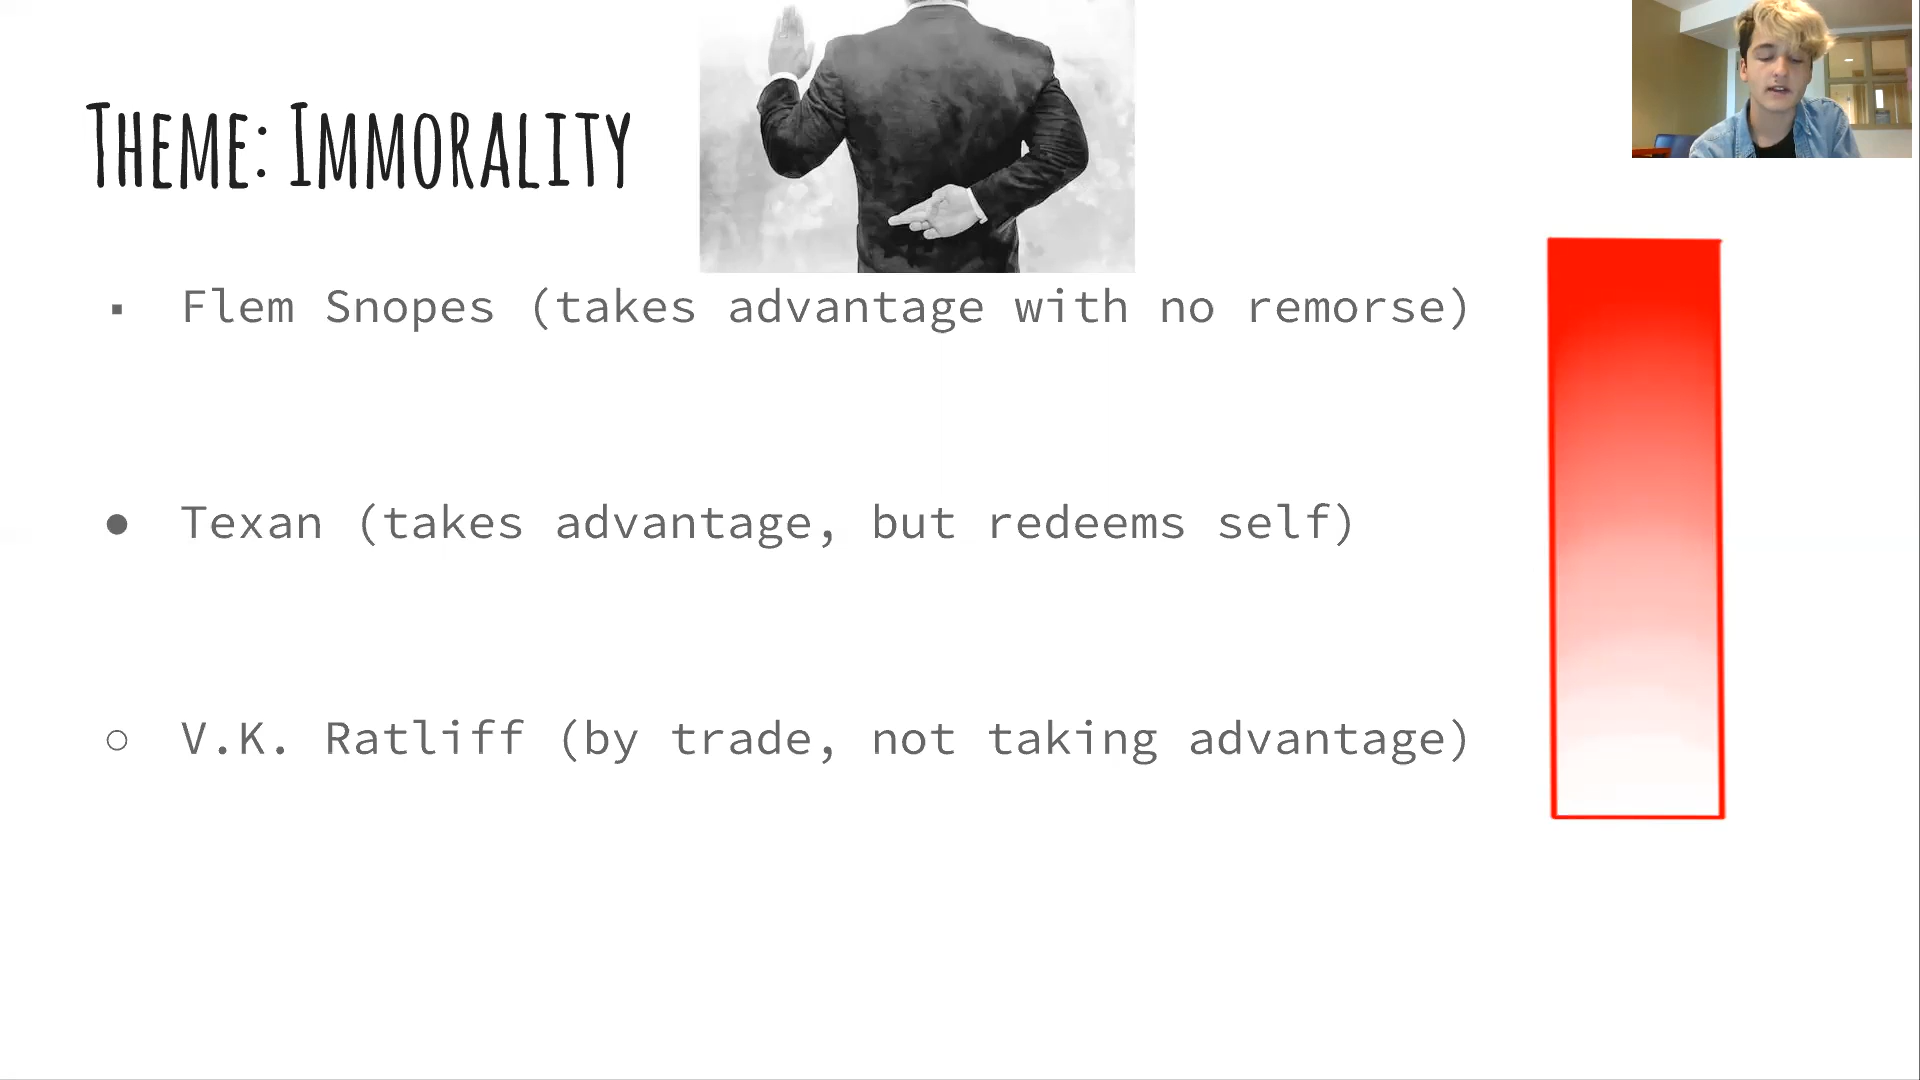 THEME: IMMORALITY
▪ Flem Snopes (takes advantage with no remorse)
● Texan (takes advantage, but redeems self)
○ V.K. Ratliff (by trade, not taking advantage)